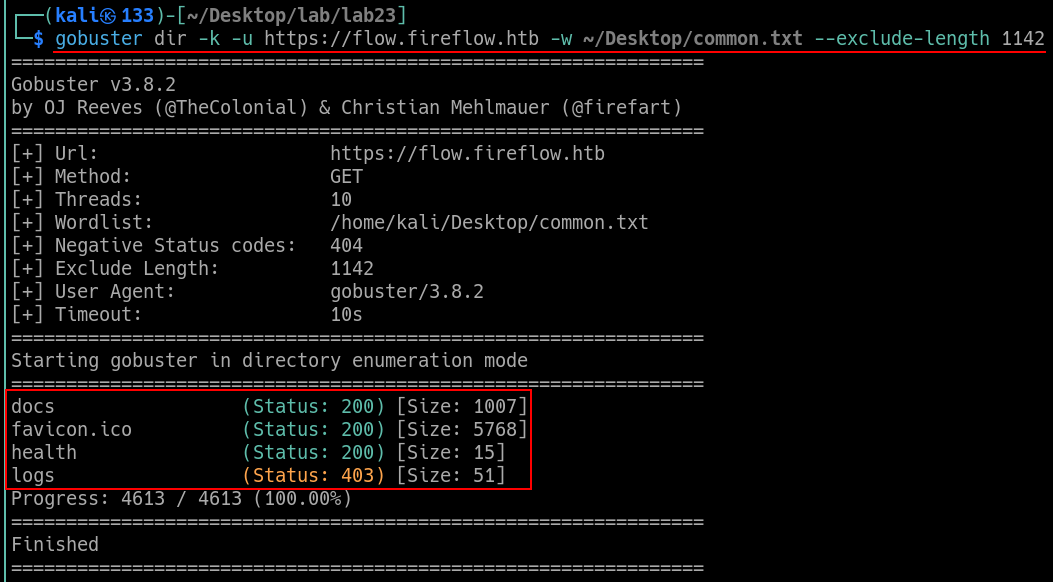 ┌──(kali㉿133)-[~/Desktop/lab/lab23]
└─$ gobuster dir -k -u https://flow.fireflow.htb -w ~/Desktop/common.txt --exclude-length 1142
===============================================================
Gobuster v3.8.2
by OJ Reeves (@TheColonial) & Christian Mehlmauer (@firefart)
===============================================================
[+] Url:                     https://flow.fireflow.htb
[+] Method:                  GET
[+] Threads:                 10
[+] Wordlist:                /home/kali/Desktop/common.txt
[+] Negative Status codes:   404
[+] Exclude Length:          1142
[+] User Agent:              gobuster/3.8.2
[+] Timeout:                 10s
===============================================================
Starting gobuster in directory enumeration mode
===============================================================
docs                 (Status: 200) [Size: 1007]
favicon.ico          (Status: 200) [Size: 5768]
health               (Status: 200) [Size: 15]
logs                 (Status: 403) [Size: 51]
Progress: 4613 / 4613 (100.00%)
===============================================================
Finished
===============================================================